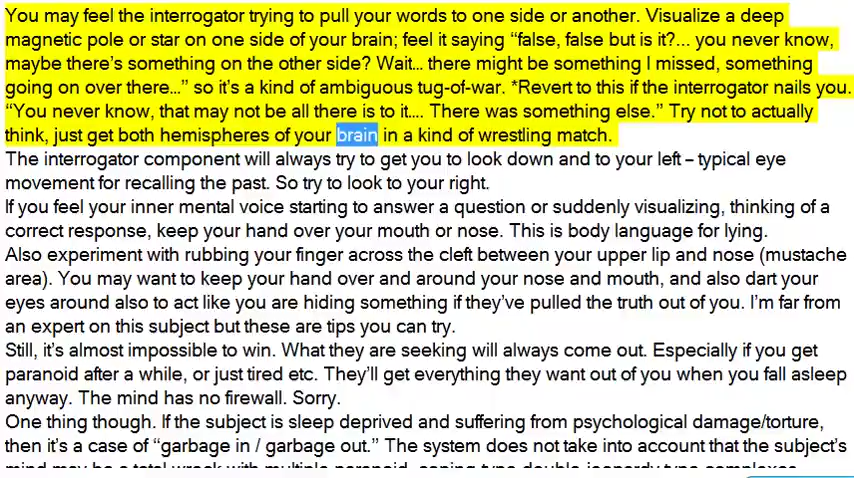 You may feel the interrogator trying to pull your words to one side or another. Visualize a deep
magnetic pole or star on one side of your brain; feel it saying “false, false but is it?... you never know,
maybe there’s something on the other side? Wait... there might be something I missed, something
going on over there...” so it’s a kind of ambiguous tug-of-war. *Revert to this if the interrogator nails you.
“You never know, that may not be all there is to it.... There was something else.” Try not to actually
think, just get both hemispheres of your brain in a kind of wrestling match.
The interrogator component will always try to get you to look down and to your left – typical eye
movement for recalling the past. So try to look to your right.
If you feel your inner mental voice starting to answer a question or suddenly visualizing, thinking of a
correct response, keep your hand over your mouth or nose. This is body language for lying.
Also experiment with rubbing your finger across the cleft between your upper lip and nose (mustache
area). You may want to keep your hand over and around your nose and mouth, and also dart your
eyes around also to act like you are hiding something if they’ve pulled the truth out of you. I’m far from
an expert on this subject but these are tips you can try.
Still, it’s almost impossible to win. What they are seeking will always come out. Especially if you get
paranoid after a while, or just tired etc. They’ll get everything they want out of you when you fall asleep
anyway. The mind has no firewall. Sorry.
One thing though. If the subject is sleep deprived and suffering from psychological damage/torture,
then it’s a case of “garbage in / garbage out.” The system does not take into account that the subject’s
mind may be a total wreck with multiple paranoid, coping type double jeopardy type complexes